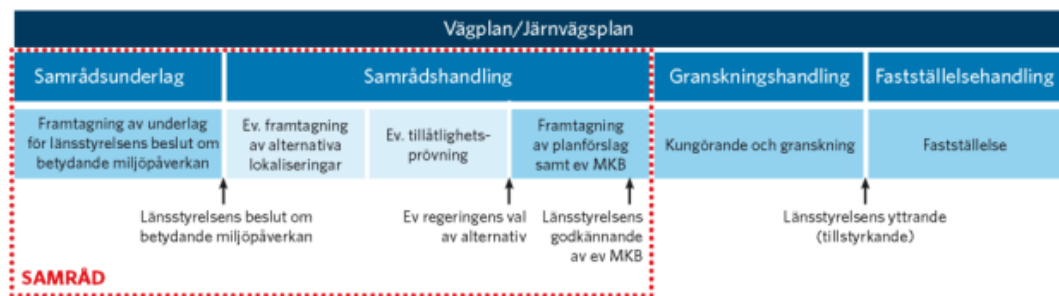 Vägplan/Järnvägsplan
Samrådsunderlag
Samrådshandling
Granskningshandling
Fastställelsehandling
Framtagning av underlag
för länsstyrelsens beslut om
betydande miljöpåverkan
Ev. framtagning
av alternativa
lokaliseringar
Ev. tillåtlighets-
prövning
Framtagning
av planförslag
samt ev MKB
Kungörande och granskning
Fastställelse
Länsstyrelsens beslut om
betydande miljöpåverkan
Ev regeringens val
av alternativ
Länsstyrelsens
godkännande
av ev MKB
Länsstyrelsens yttrande
(tillstyrkande)
SAMRÅD